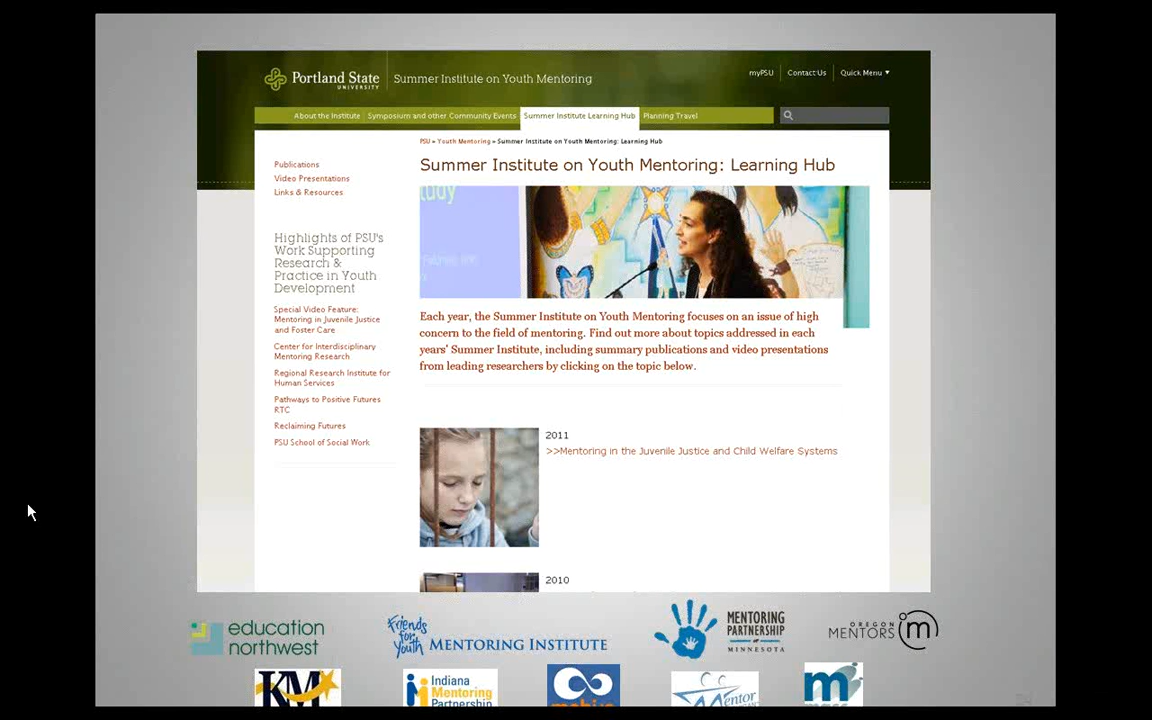 Portland State
UNIVERSITY
Summer Institute on Youth Mentoring
myPSU
Contact Us
Quick Menu
About the Institute
Symposium and other Community Events
Summer Institute Learning Hub
Planning Travel
PSU » Youth Mentoring » Summer Institute on Youth Mentoring: Learning Hub
Publications
Video Presentations
Links & Resources
Highlights of PSU's
Work Supporting
Research &
Practice in Youth
Development
Special Video Feature:
Mentoring in Juvenile Justice
and Foster Care
Center for Interdisciplinary
Mentoring Research
Regional Research Institute for
Human Services
Pathways to Positive Futures
RTC
Reclaiming Futures
PSU School of Social Work
Summer Institute on Youth Mentoring: Learning Hub
Each year, the Summer Institute on Youth Mentoring focuses on an issue of high
concern to the field of mentoring. Find out more about topics addressed in each
years' Summer Institute, including summary publications and video presentations
from leading researchers by clicking on the topic below.
2011
>>Mentoring in the Juvenile Justice and Child Welfare Systems
2010
education
northwest
Friends
for
Youth
MENTORING INSTITUTE
MENTORING
PARTNERSHIP
of
MINNESOTA
OREGON
MENTORS
m
KM
Indiana
Mentoring
Partnership
Mentor
m